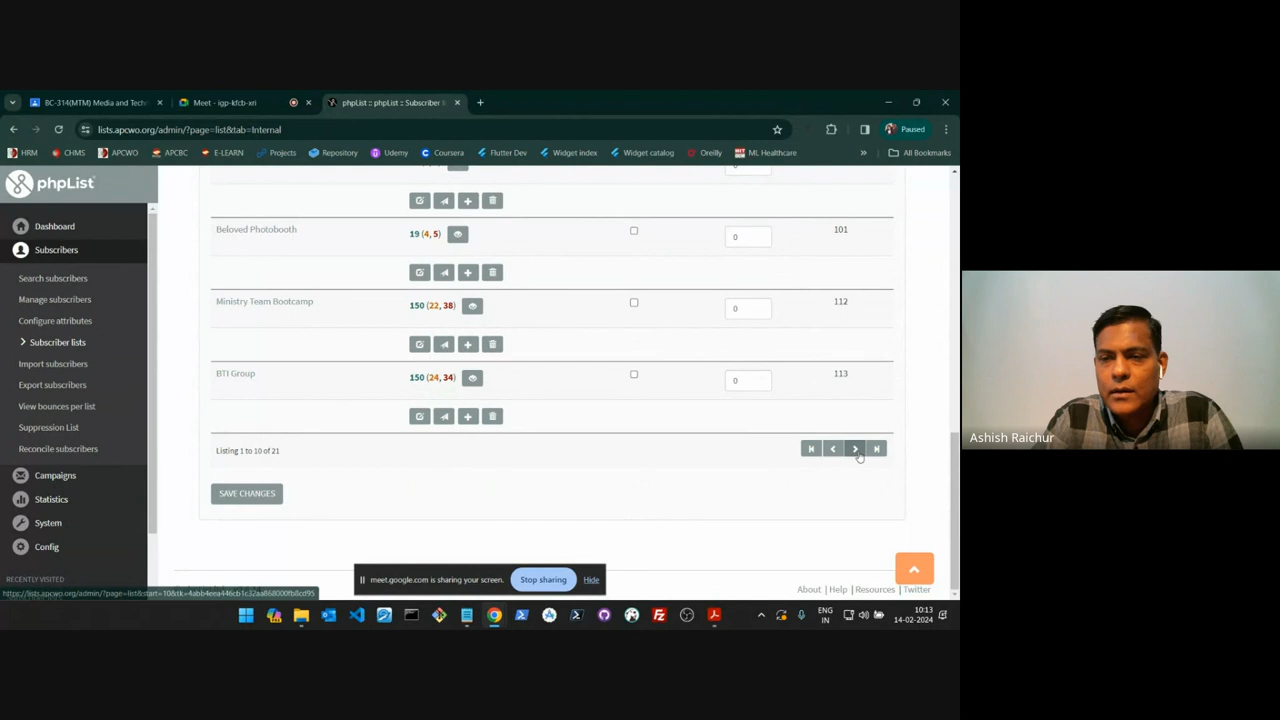 BC-314(MTM) Media and Tech
Meet - igp-kfcb-xri
phpList :: phpList :: Subscriber l
lists.apcwo.org/admin/?page=list&tab=Internal
Paused
HRM
CHMS
APCWO
APCBC
E-LEARN
Projects
Repository
Udemy
Coursera
Flutter Dev
Widget index
Widget catalog
Oreilly
ML Healthcare
»
All Bookmarks
phpList
Dashboard
Subscribers
Search subscribers
Manage subscribers
Configure attributes
Subscriber lists
Import subscribers
Export subscribers
View bounces per list
Suppression List
Reconcile subscribers
Campaigns
Statistics
System
Config
RECENTLY VISITED
Beloved Photobooth
19 (4, 5)
0
101
Ministry Team Bootcamp
150 (22, 38)
0
112
BTI Group
150 (24, 34)
0
113
Listing 1 to 10 of 21
SAVE CHANGES
meet.google.com is sharing your screen.
Stop sharing
Hide
About | Help | Resources | Twitter
ENG
IN
10:13
14-02-2024
Ashish Raichur